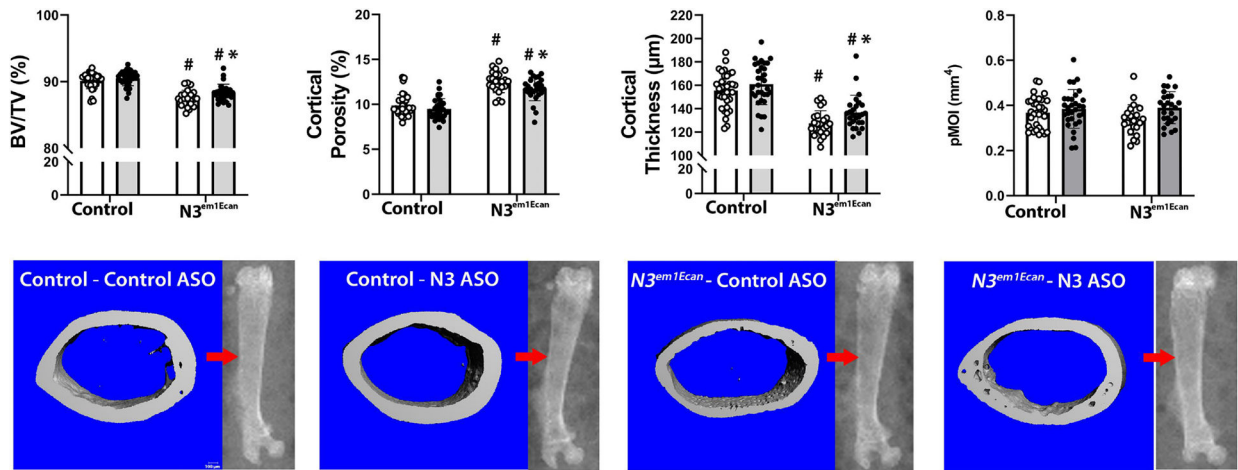 BV/TV (%)
100
90
80
20
0
# # *
Control N3em1Ecan
Cortical
Porosity (%)
20
15
10
5
0
# # *
Control N3em1Ecan
Cortical
Thickness (µm)
220
200
180
160
140
120
100
20
0
# # *
Control N3em1Ecan
pMOI (mm4)
0.8
0.6
0.4
0.2
0.0
Control N3em1Ecan
Control - Control ASO
100 µm
Control - N3 ASO
N3em1Ecan - Control ASO
N3em1Ecan - N3 ASO